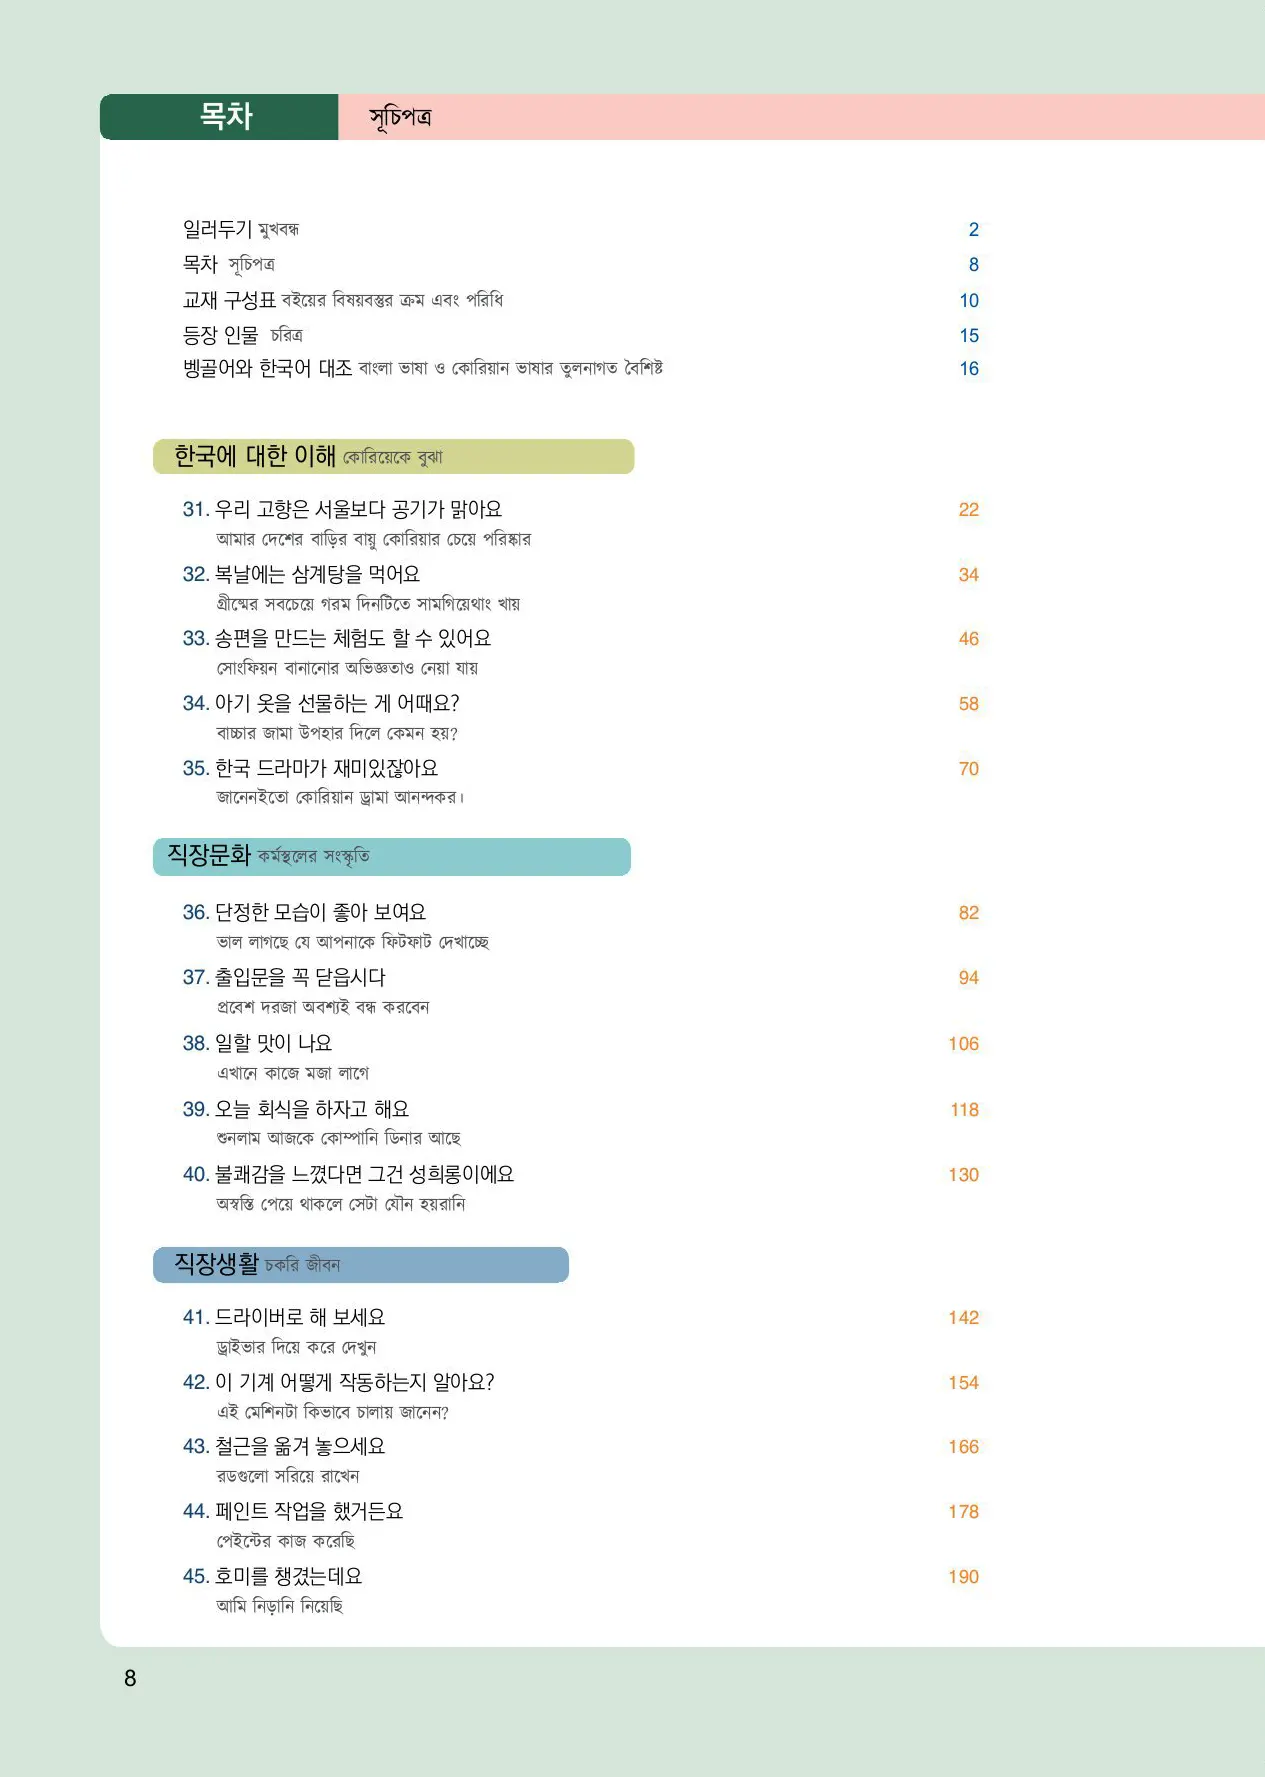 목차 সূচিপত্র
일러두기 মুখবন্ধ 2
목차 সূচিপত্র 8
교재 구성표 বইয়ের বিষয়বস্তুর ক্রম এবং পরিধি 10
등장 인물 চরিত্র 15
벵골어와 한국어 대조 বাংলা ভাষা ও কোরিয়ান ভাষার তুলনাগত বৈশিষ্ট 16
한국에 대한 이해 কোরিয়েকে বুঝা
31. 우리 고향은 서울보다 공기가 맑아요 22
আমার দেশের বাড়ির বায়ু কোরিয়ার চেয়ে পরিষ্কার
32. 복날에는 삼계탕을 먹어요 34
গ্রীষ্মের সবচেয়ে গরম দিনটিতে সামগিয়েথাং খায়
33. 송편을 만드는 체험도 할 수 있어요 46
সোংফিয়ন বানানোর অভিজ্ঞতাও নেয়া যায়
34. 아기 옷을 선물하는 게 어때요? 58
বাচ্চার জামা উপহার দিলে কেমন হয়?
35. 한국 드라마가 재미있잖아요 70
জানেনইতো কোরিয়ান ড্রামা আনন্দকর।
직장문화 কর্মস্থলের সংস্কৃতি
36. 단정한 모습이 좋아 보여요 82
ভাল লাগছে যে আপনাকে ফিটফাট দেখাচ্ছে
37. 출입문을 꼭 닫읍시다 94
প্রবেশ দরজা অবশ্যই বন্ধ করবেন
38. 일할 맛이 나요 106
এখানে কাজে মজা লাগে
39. 오늘 회식을 하자고 해요 118
শুনলাম আজকে কোম্পানি ডিনার আছে
40. 불쾌감을 느꼈다면 그건 성희롱이에요 130
অস্বস্তি পেয়ে থাকলে সেটা যৌন হয়রানি
직장생활 চকরি জীবন
41. 드라이버로 해 보세요 142
ড্রাইভার দিয়ে করে দেখুন
42. 이 기계 어떻게 작동하는지 알아요? 154
এই মেশিনটা কিভাবে চালায় জানেন?
43. 철근을 옮겨 놓으세요 166
রডগুলো সরিয়ে রাখেন
44. 페인트 작업을 했거든요 178
পেইন্টের কাজ করেছি
45. 호미를 챙겼는데요 190
আমি নিড়ানি নিয়েছি
8